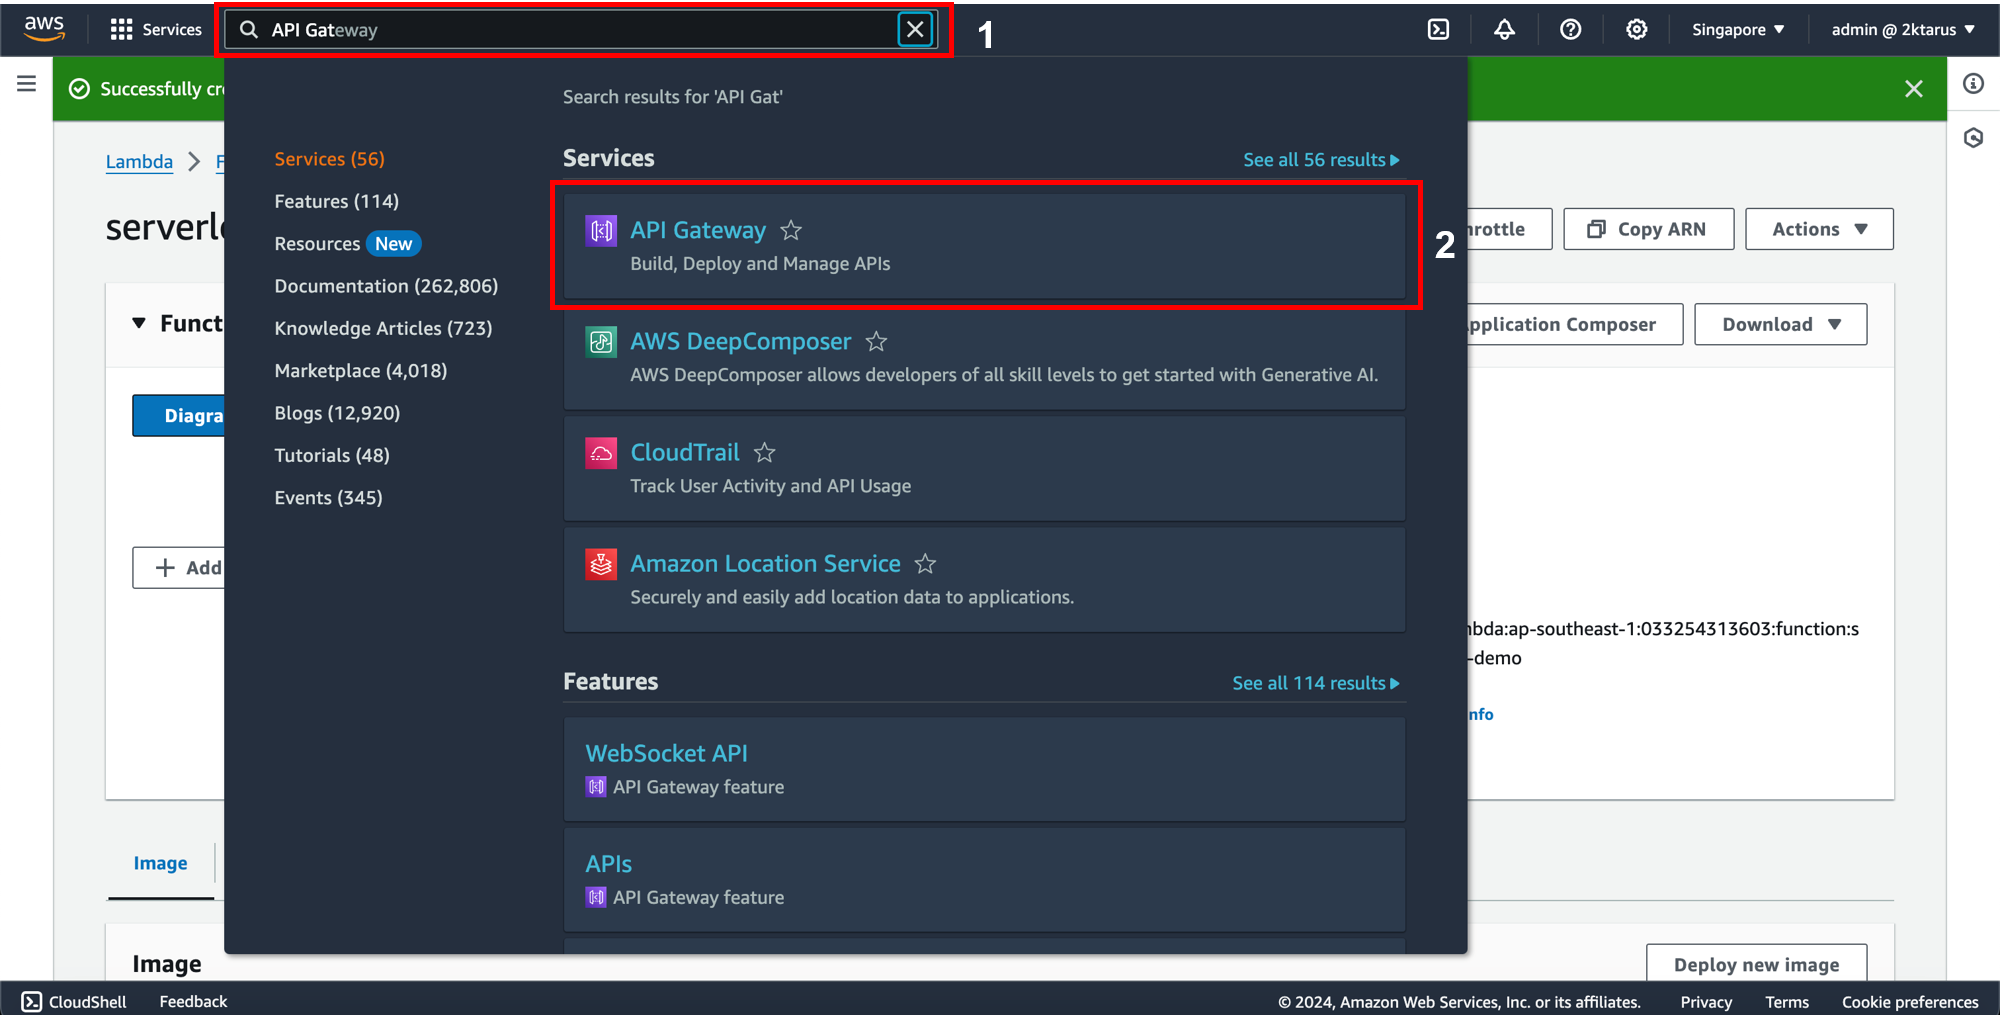 aws
Services
API Gateway
1
Singapore
admin @ 2ktarus
Successfully cr
Search results for 'API Gat'
Lambda
Services (56)
Features (114)
Resources New
Documentation (262,806)
Knowledge Articles (723)
Marketplace (4,018)
Blogs (12,920)
Tutorials (48)
Events (345)
Services
See all 56 results
API Gateway
Build, Deploy and Manage APIs
2
AWS DeepComposer
AWS DeepComposer allows developers of all skill levels to get started with Generative AI.
CloudTrail
Track User Activity and API Usage
Amazon Location Service
Securely and easily add location data to applications.
Features
See all 114 results
WebSocket API
API Gateway feature
APIs
API Gateway feature
serverl
hrottle
Copy ARN
Actions
Funct
pplication Composer
Download
Diagra
+ Add
bda:ap-southeast-1:033254313603:function:s
-demo
nfo
Image
Image
Deploy new image
CloudShell
Feedback
© 2024, Amazon Web Services, Inc. or its affiliates.
Privacy
Terms
Cookie preferences